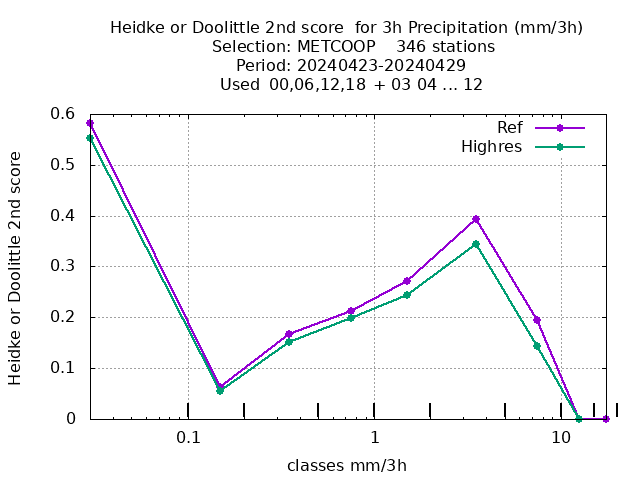 Heidke or Doolittle 2nd score  for 3h Precipitation (mm/3h)
Selection: METCOOP    346 stations
Period: 20240423-20240429
Used  00,06,12,18  + 03 04 ... 12
Ref
Highres
Heidke or Doolittle 2nd score
0.6
0.5
0.4
0.3
0.2
0.1
0
0.1 1 10
classes mm/3h